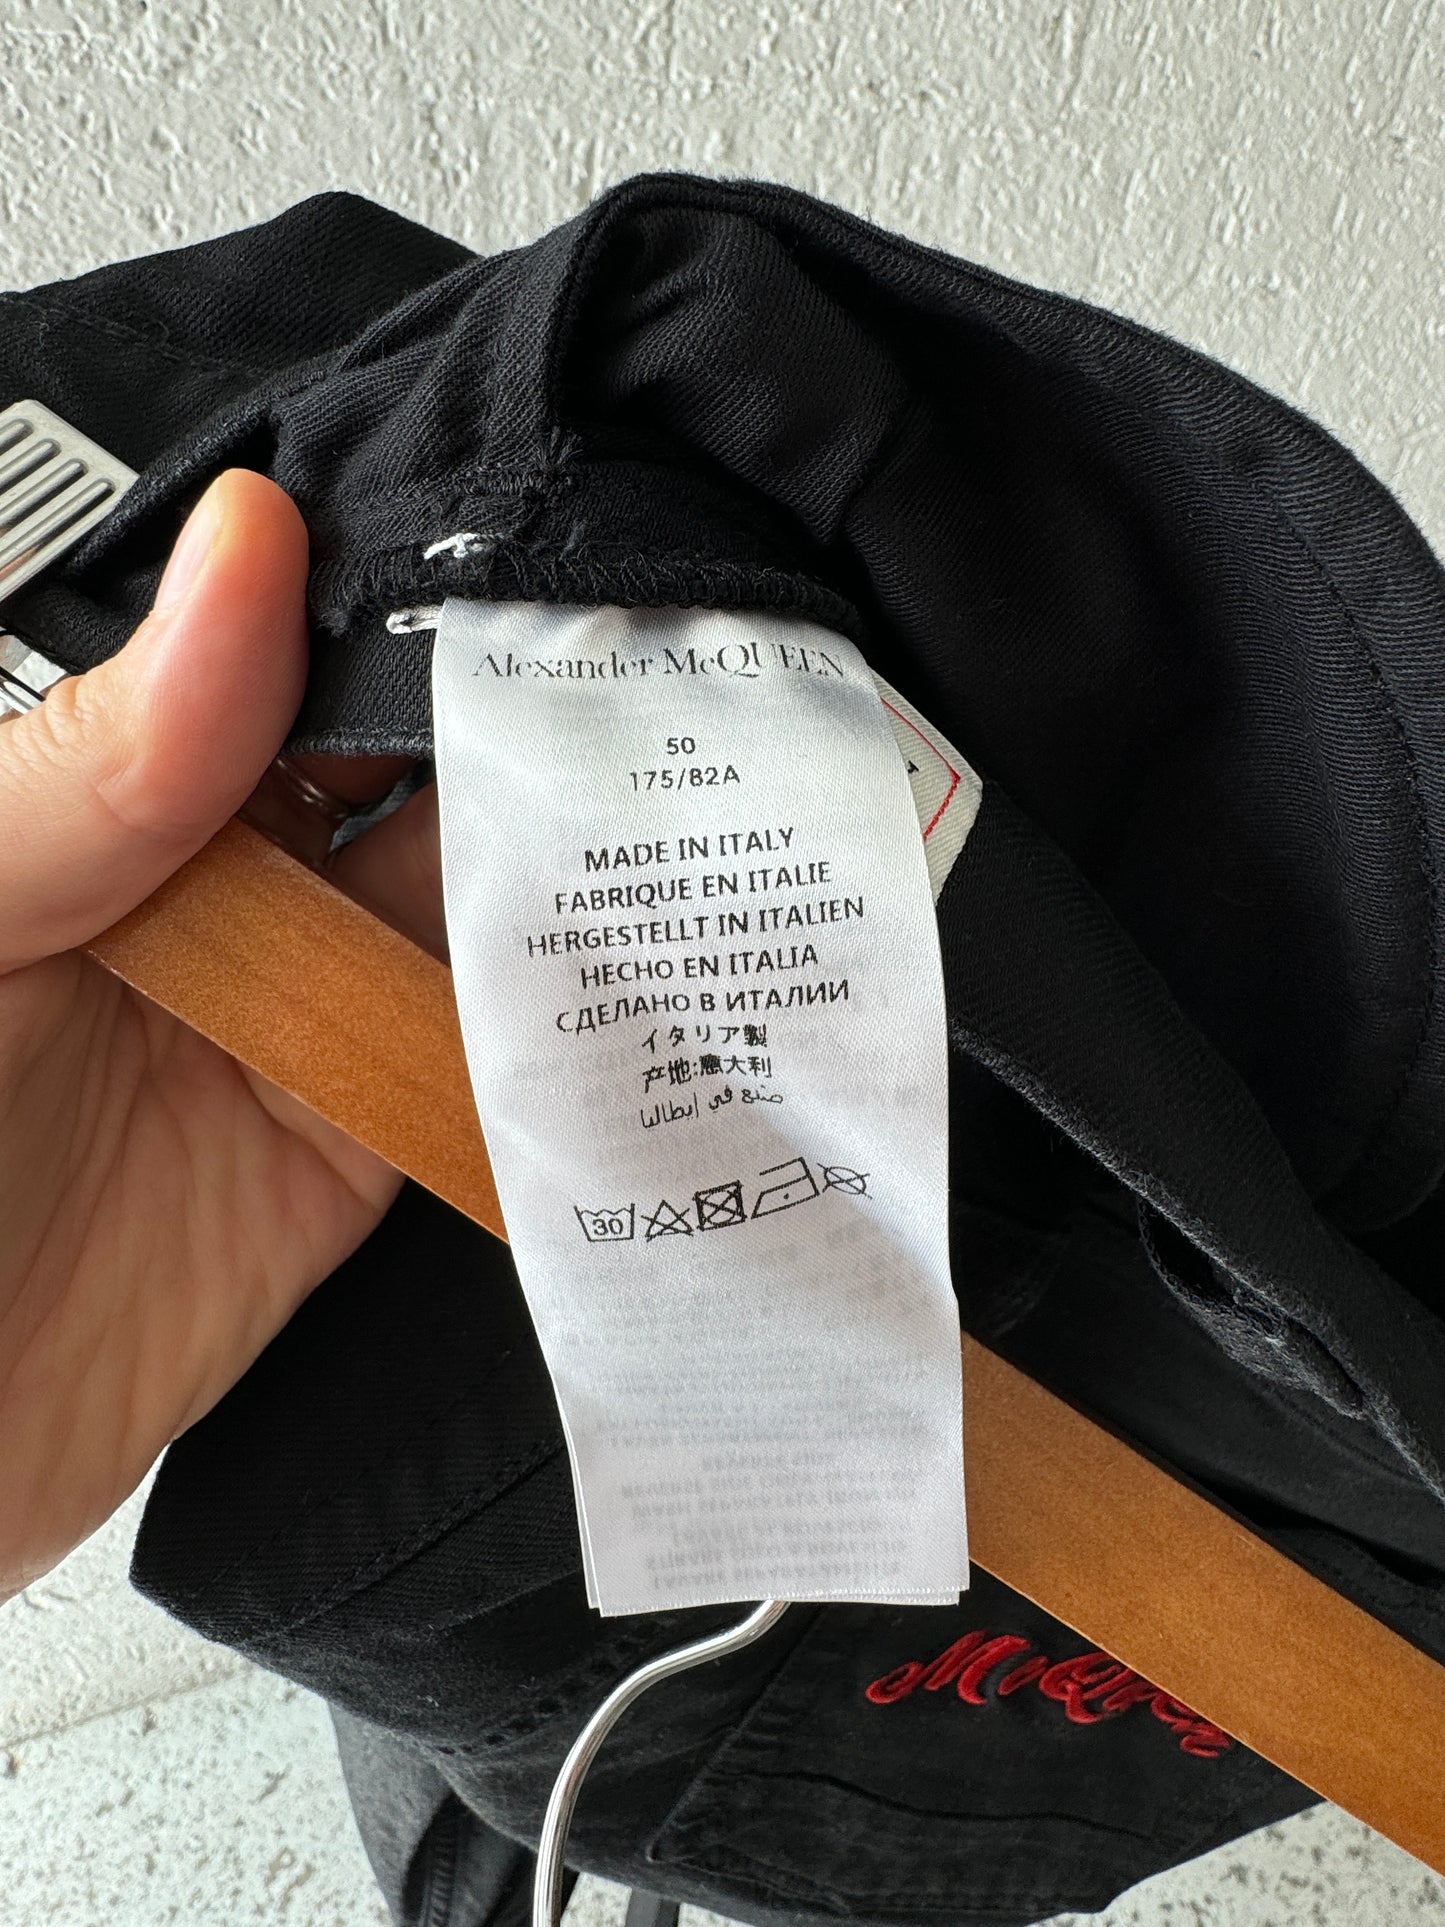 Alexander McQUEEN
50
175/82A
MADE IN ITALY
FABRIQUE EN ITALIE
HERGESTELLT IN ITALIEN
HECHO EN ITALIA
СДЕЛАНО В ИТАЛИИ
イタリア製
产地:意大利
صنع في إيطاليا
30